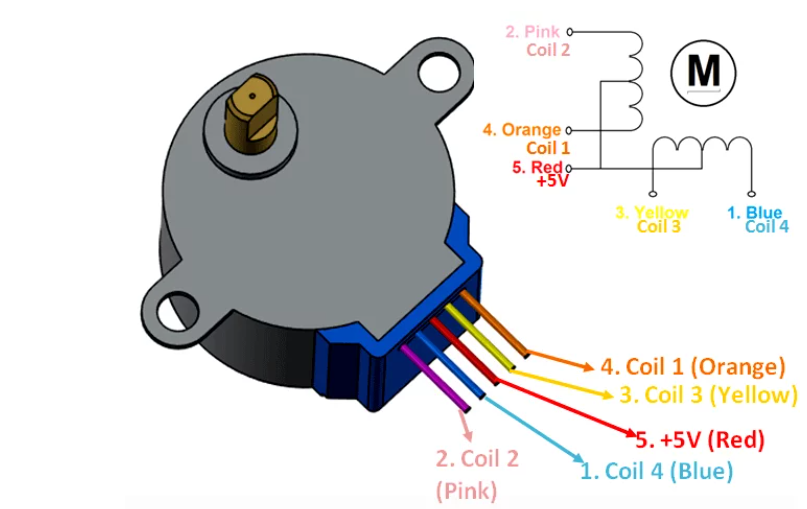 2. Pink
Coil 2
M
4. Orange
Coil 1
5. Red
+5V
3. Yellow
Coil 3
1. Blue
Coil 4
4. Coil 1 (Orange)
3. Coil 3 (Yellow)
5. +5V (Red)
2. Coil 2
(Pink)
1. Coil 4 (Blue)